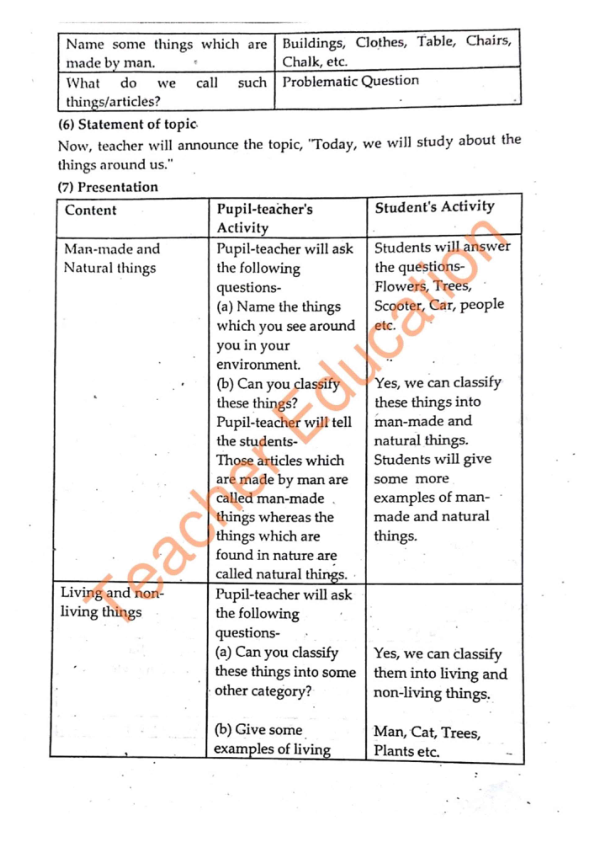 Name some things which are
made by man.
Buildings, Clothes, Table, Chairs,
Chalk, etc.
What do we call such
things/articles?
Problematic Question
(6) Statement of topic
Now, teacher will announce the topic, "Today, we will study about the
things around us."
(7) Presentation
Content
Pupil-teacher's
Activity
Student's Activity
Man-made and
Natural things
Pupil-teacher will ask
the following
questions-
(a) Name the things
which you see around
you in your
environment.
(b) Can you classify
these things?
Pupil-teacher will tell
the students-
Those articles which
are made by man are
called man-made
things whereas the
things which are
found in nature are
called natural things.
Students will answer
the questions-
Flowers, Trees,
Scooter, Car, people
etc.
Yes, we can classify
these things into
man-made and
natural things.
Students will give
some more
examples of man-
made and natural
things.
Living and non-
living things
Pupil-teacher will ask
the following
questions-
(a) Can you classify
these things into some
other category?
(b) Give some
examples of living
Yes, we can classify
them into living and
non-living things.
Man, Cat, Trees,
Plants etc.
Teacher Education